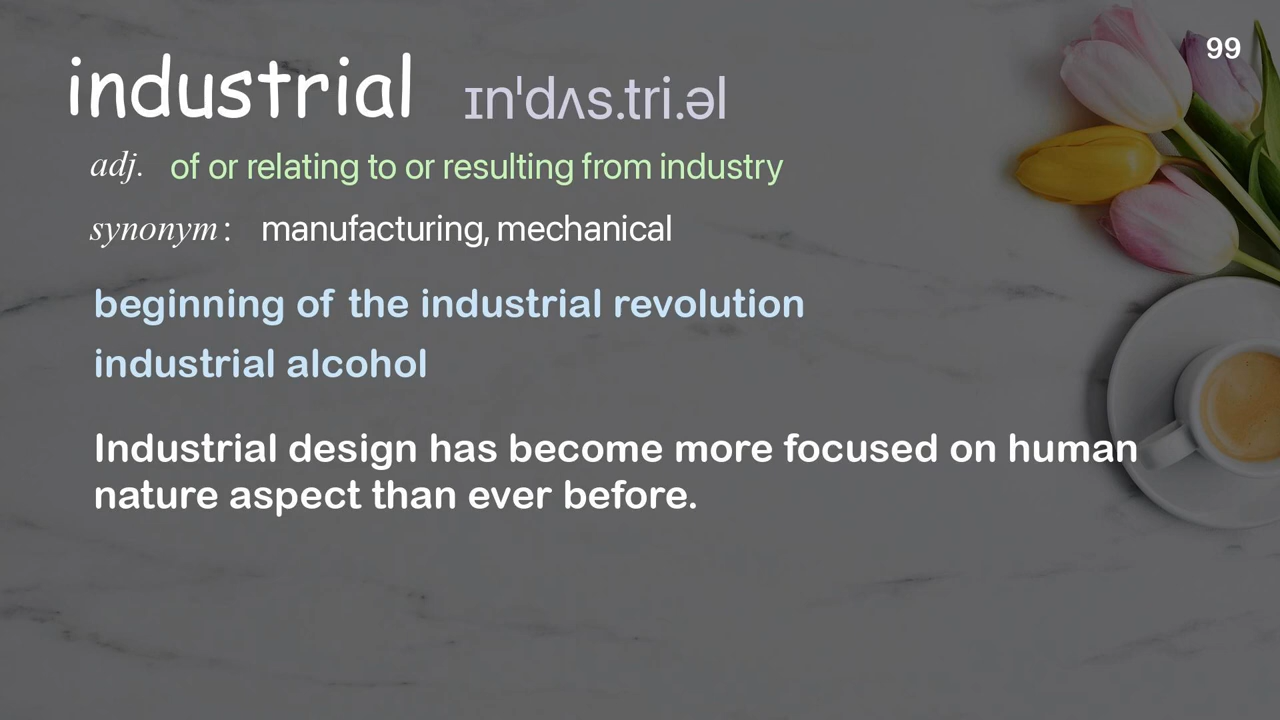 99
industrial ɪnˈdʌs.tri.əl
adj. of or relating to or resulting from industry
synonym: manufacturing, mechanical
beginning of the industrial revolution
industrial alcohol
Industrial design has become more focused on human
nature aspect than ever before.